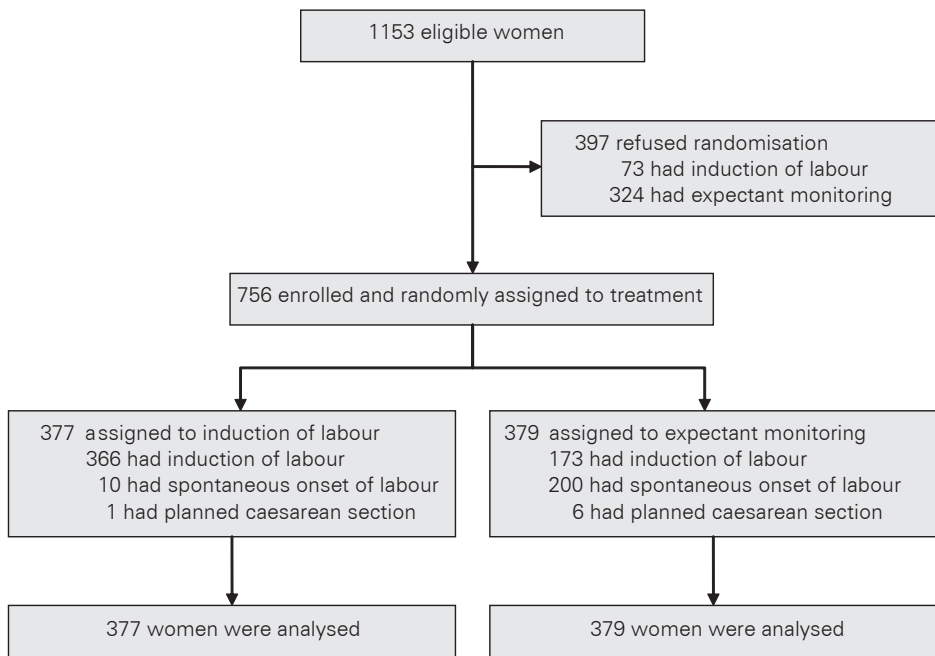 1153 eligible women
397 refused randomisation
73 had induction of labour
324 had expectant monitoring
756 enrolled and randomly assigned to treatment
377 assigned to induction of labour
366 had induction of labour
10 had spontaneous onset of labour
1 had planned caesarean section
379 assigned to expectant monitoring
173 had induction of labour
200 had spontaneous onset of labour
6 had planned caesarean section
377 women were analysed
379 women were analysed